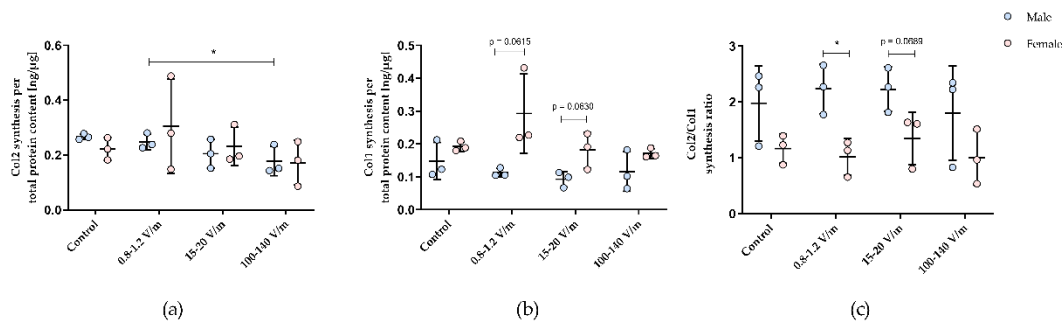 Male
Female
Col2 synthesis per
total protein content [ng/µg]
0.6
0.4
0.2
0.0
*
Control
0.8-1.2 V/m
15-20 V/m
100-140 V/m
(a)
Col1 synthesis per
total protein content [ng/µg]
0.5
0.4
0.3
0.2
0.1
0.0
p = 0.0615
p = 0.0630
Control
0.8-1.2 V/m
15-20 V/m
100-140 V/m
(b)
Col2/Col1
synthesis ratio
3
2
1
0
*
p = 0.0689
Control
0.8-1.2 V/m
15-20 V/m
100-140 V/m
(c)